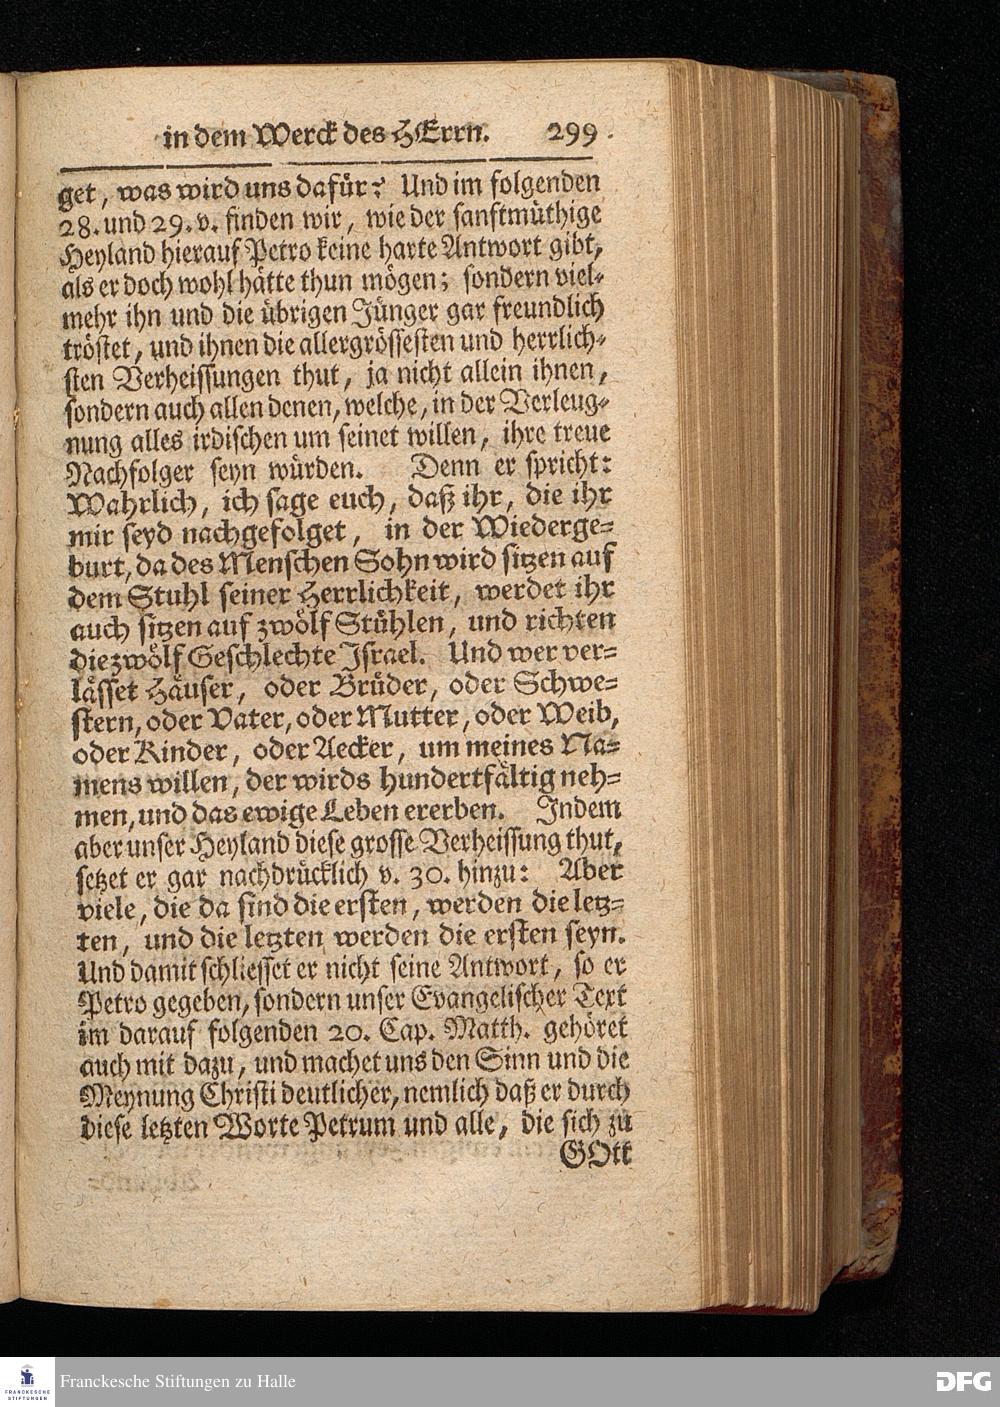 in dem Werck des HErrn. 299
get, was wird uns dafür? Und im folgenden
28. und 29. v. finden wir, wie der sanftmüthige
Heyland hierauf Petro keine harte Antwort gibt,
als er doch wohl hätte thun mögen; sondern viel-
mehr ihn und die übrigen Jünger gar freundlich
tröstet, und ihnen die allergrössesten und herrlich-
sten Verheissungen thut, ja nicht allein ihnen,
sondern auch allen denen, welche, in der Verleug-
nung alles irdischen um seinet willen, ihre treue
Nachfolger seyn würden. Denn er spricht:
Wahrlich, ich sage euch, daß ihr, die ihr
mir seyd nachgefolget, in der Wiederge-
burt, da des Menschen Sohn wird sitzen auf
dem Stuhl seiner Herrlichkeit, werdet ihr
auch sitzen auf zwölf Stühlen, und richten
die zwölf Geschlechte Israel. Und wer ver-
lässet Häuser, oder Brüder, oder Schwe-
stern, oder Vater, oder Mutter, oder Weib,
oder Kinder, oder Aecker, um meines Na-
mens willen, der wirds hundertfältig neh-
men, und das ewige Leben ererben. Indem
aber unser Heyland diese grosse Verheissung thut,
setzet er gar nachdrücklich v. 30. hinzu: Aber
viele, die da sind die ersten, werden die letz-
ten, und die letzten werden die ersten seyn.
Und damit schliesset er nicht seine Antwort, so er
Petro gegeben, sondern unser Evangelischer Text
im darauf folgenden 20. Cap. Matth. gehöret
auch mit dazu, und machet uns den Sinn und die
Meynung Christi deutlicher, nemlich daß er durch
diese letzten Worte Petrum und alle, die sich zu
GOtt
FRANCKESCHE
STIFTUNGEN
Franckesche Stiftungen zu Halle
DFG